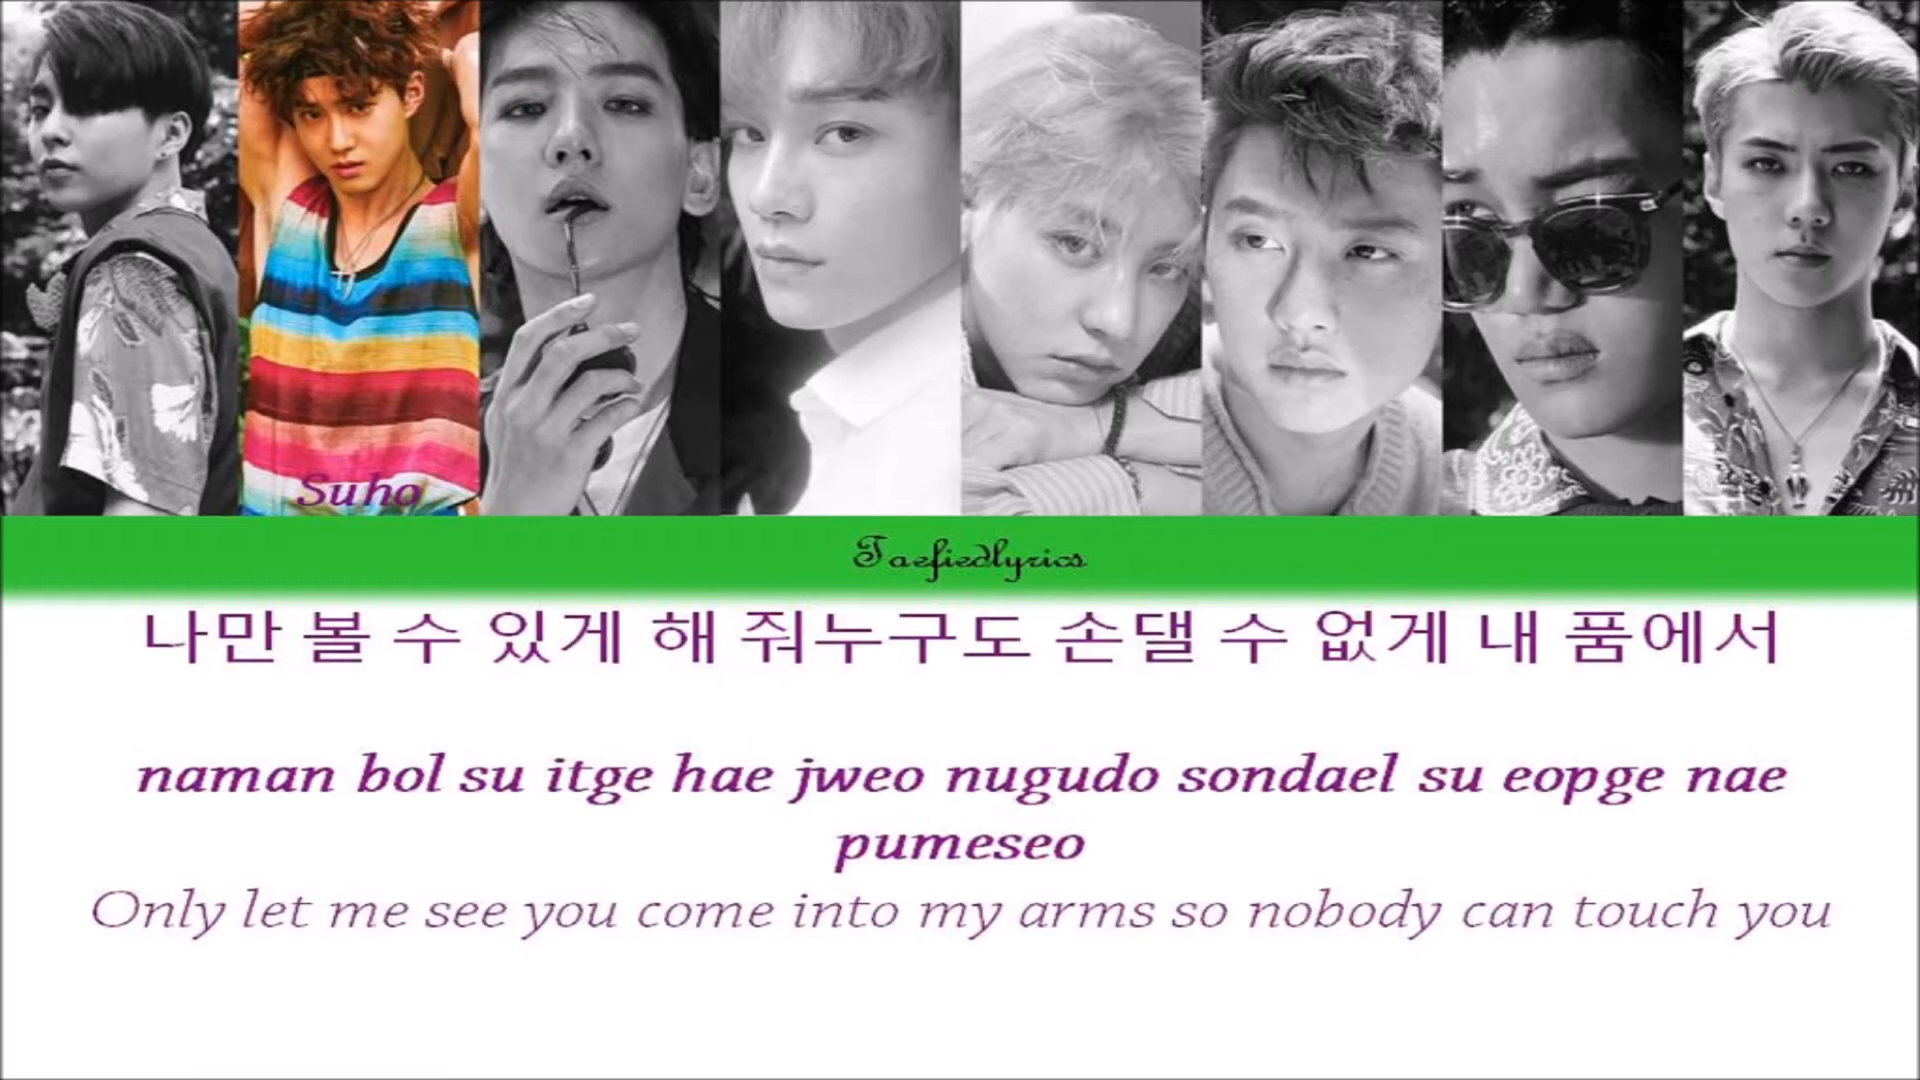 Suho
Taefiedlyrics
나만 볼 수 있게 해 줘누구도 손댈 수 없게 내 품에서
naman bol su itge hae jweo nugudo sondael su eopge nae
pumeseo
Only let me see you come into my arms so nobody can touch you